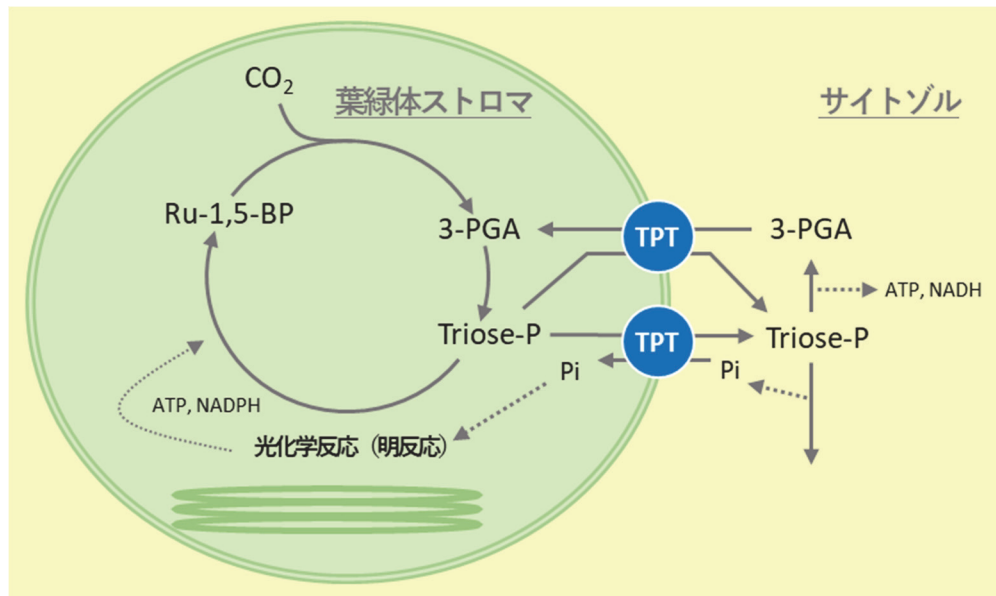 CO₂
葉緑体ストロマ
サイトゾル
Ru-1,5-BP
3-PGA
TPT
3-PGA
ATP, NADH
Triose-P
TPT
Triose-P
Pi
Pi
ATP, NADPH
光化学反応（明反応）